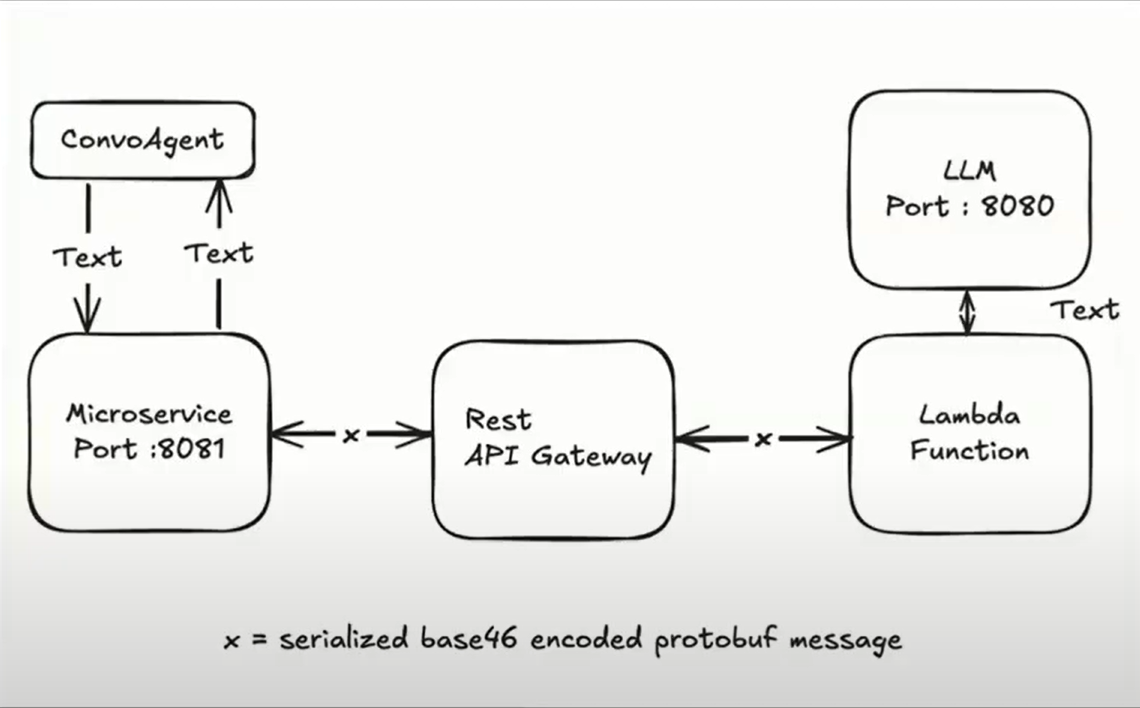 ConvoAgent
Text
Text
Microservice
Port :8081
x
Rest
API Gateway
x
LLM
Port : 8080
Text
Lambda
Function
x = serialized base46 encoded protobuf message